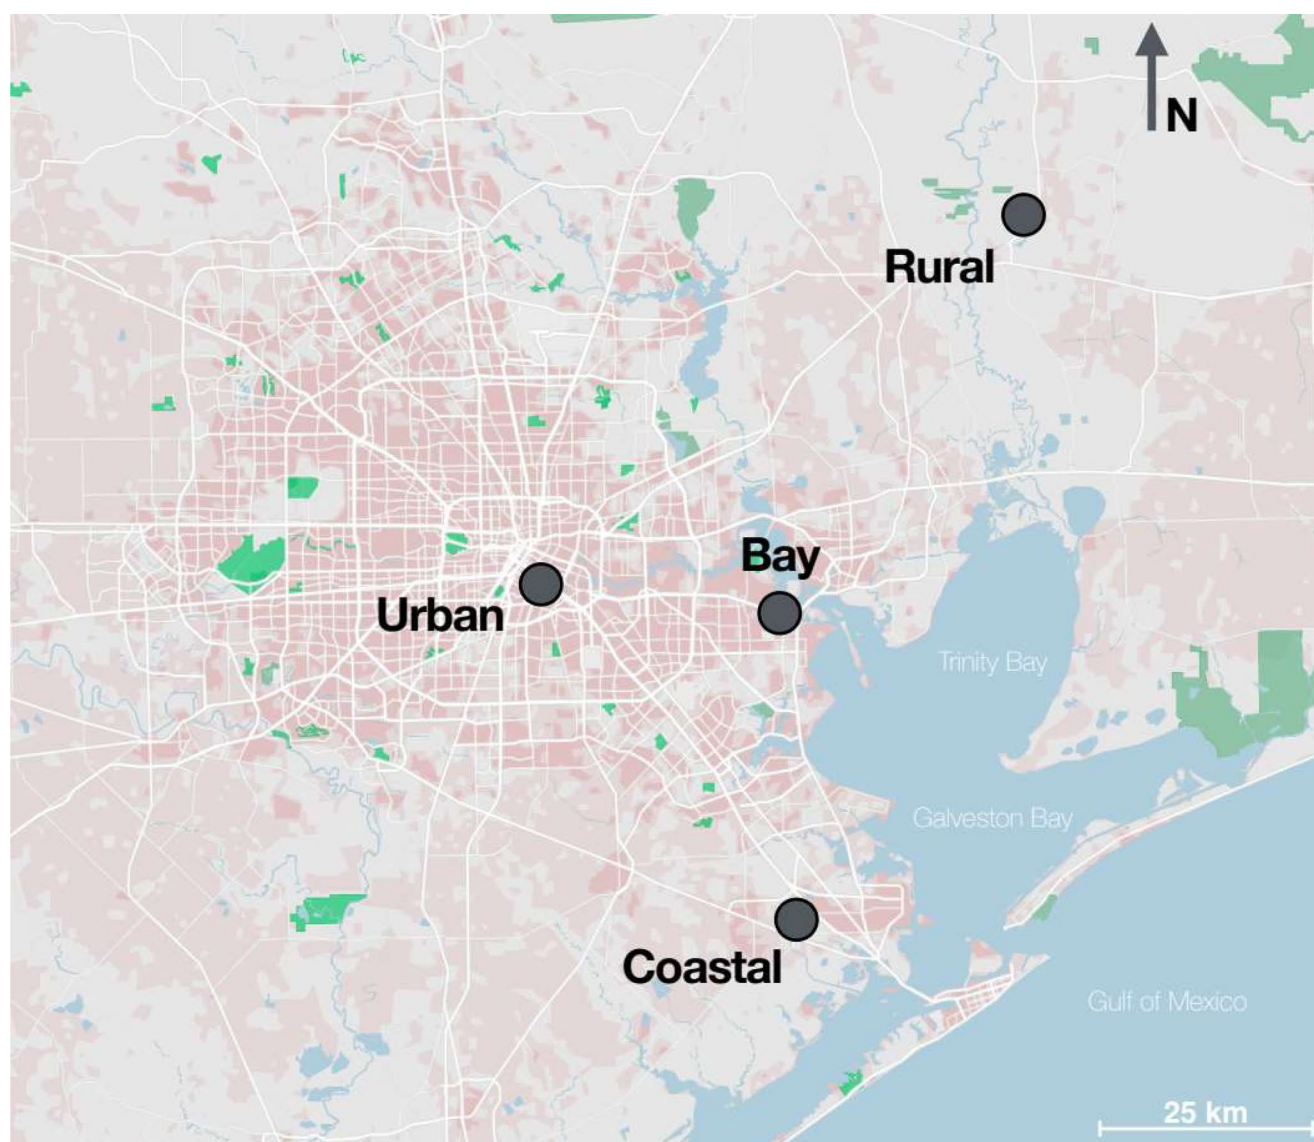 N
Rural
Bay
Urban
Trinity Bay
Galveston Bay
Coastal
Gulf of Mexico
25 km